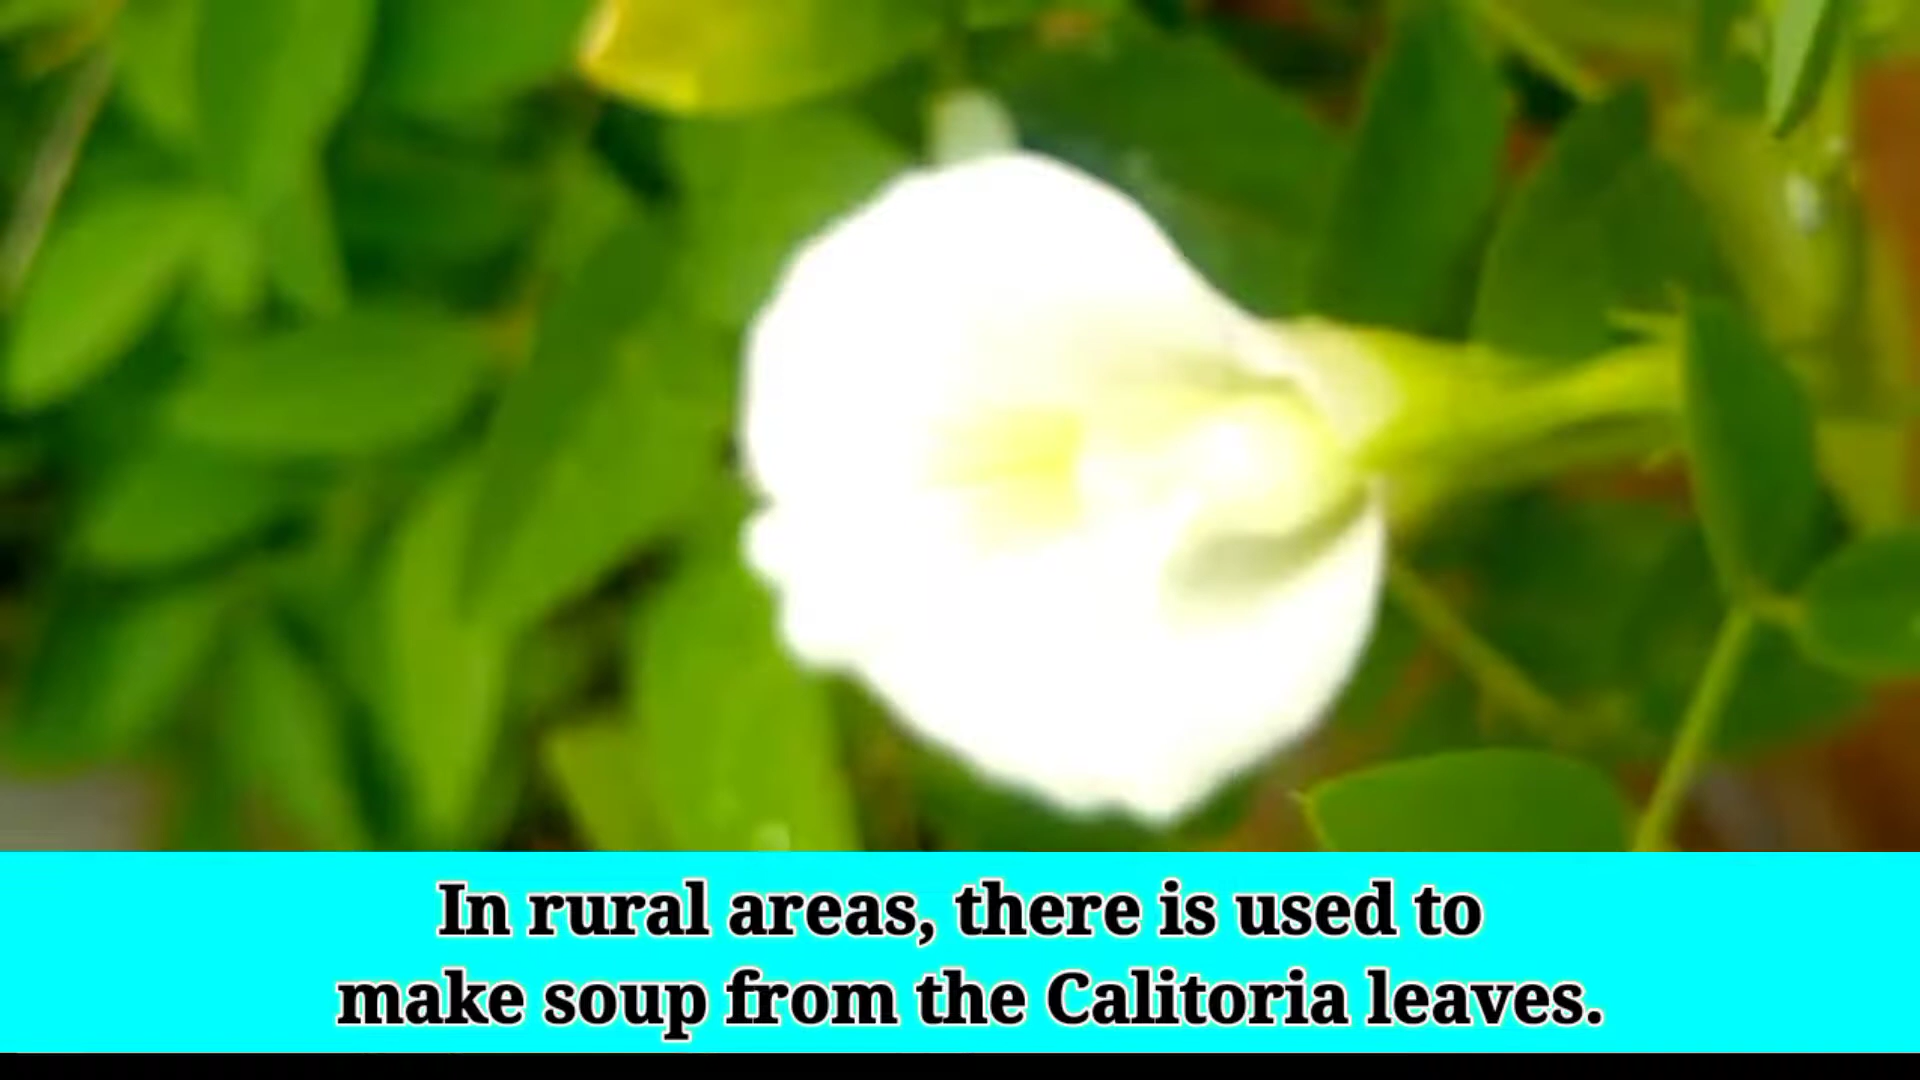 In rural areas, there is used to
make soup from the Calitoria leaves.